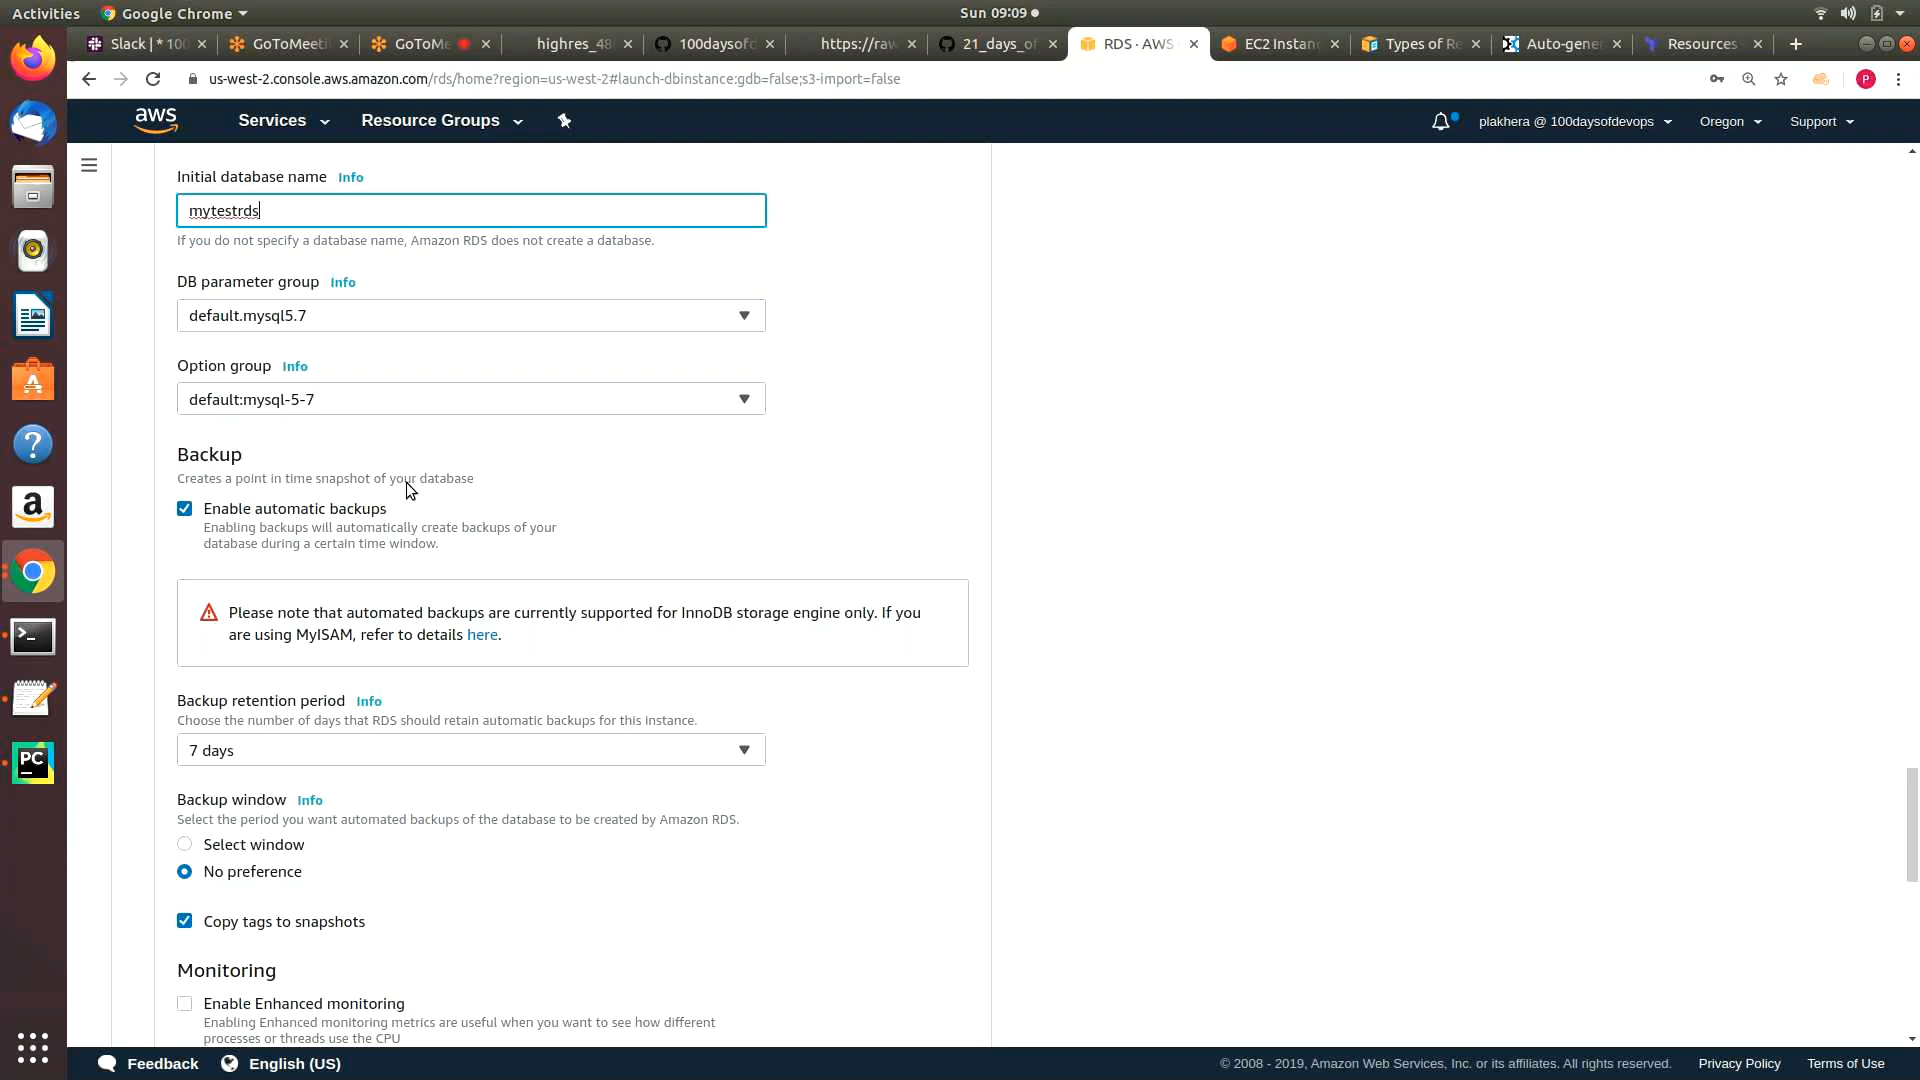 Activities Google Chrome Sun 09:09
Slack | * 100 GoToMeeti GoToMe highres_48 100daysof https://raw 21_days_of RDS · AWS EC2 Instan Types of Re Auto-gene Resources
us-west-2.console.aws.amazon.com/rds/home?region=us-west-2#launch-dbinstance:gdb=false;s3-import=false P
aws Services Resource Groups plakhera @ 100daysofdevops Oregon Support
Initial database name Info
mytestrds
If you do not specify a database name, Amazon RDS does not create a database.
DB parameter group Info
default.mysql5.7
Option group Info
default:mysql-5-7
Backup
Creates a point in time snapshot of your database
Enable automatic backups
Enabling backups will automatically create backups of your
database during a certain time window.
Please note that automated backups are currently supported for InnoDB storage engine only. If you
are using MyISAM, refer to details here.
Backup retention period Info
Choose the number of days that RDS should retain automatic backups for this instance.
7 days
Backup window Info
Select the period you want automated backups of the database to be created by Amazon RDS.
Select window
No preference
Copy tags to snapshots
Monitoring
Enable Enhanced monitoring
Enabling Enhanced monitoring metrics are useful when you want to see how different
processes or threads use the CPU
Feedback English (US) © 2008 - 2019, Amazon Web Services, Inc. or its affiliates. All rights reserved. Privacy Policy Terms of Use